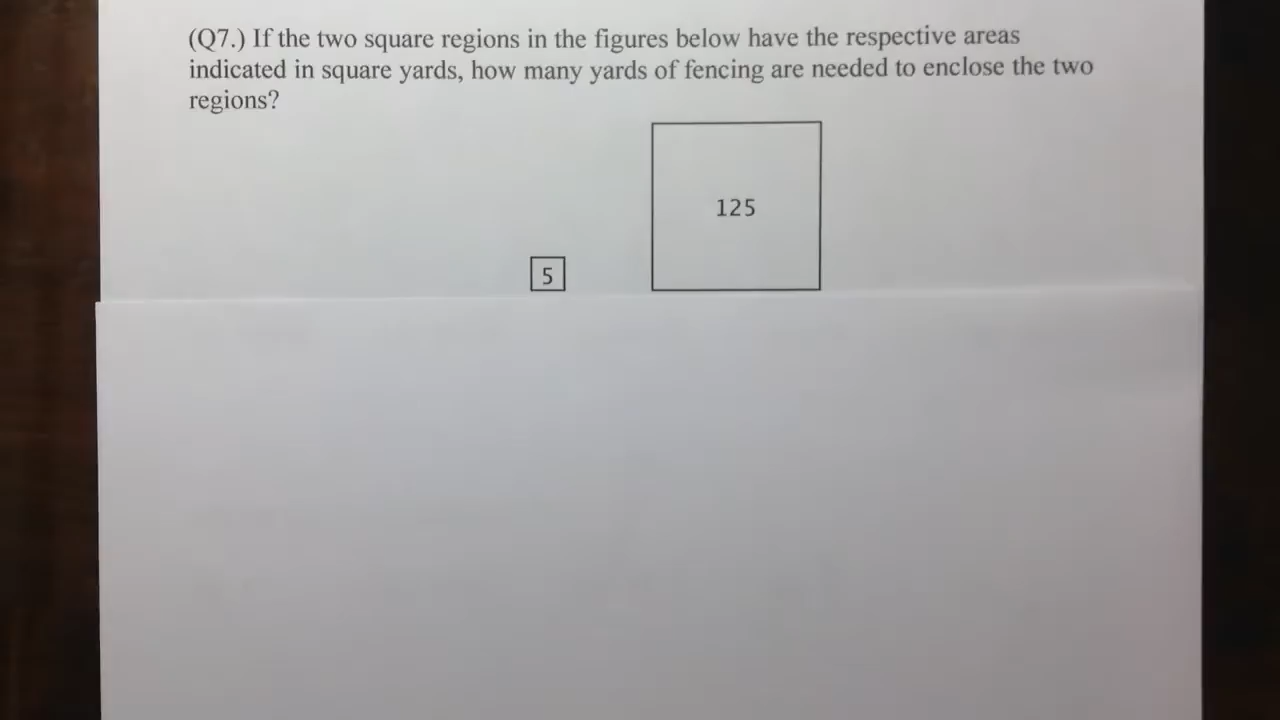 (Q7.) If the two square regions in the figures below have the respective areas
indicated in square yards, how many yards of fencing are needed to enclose the two
regions?
125
5